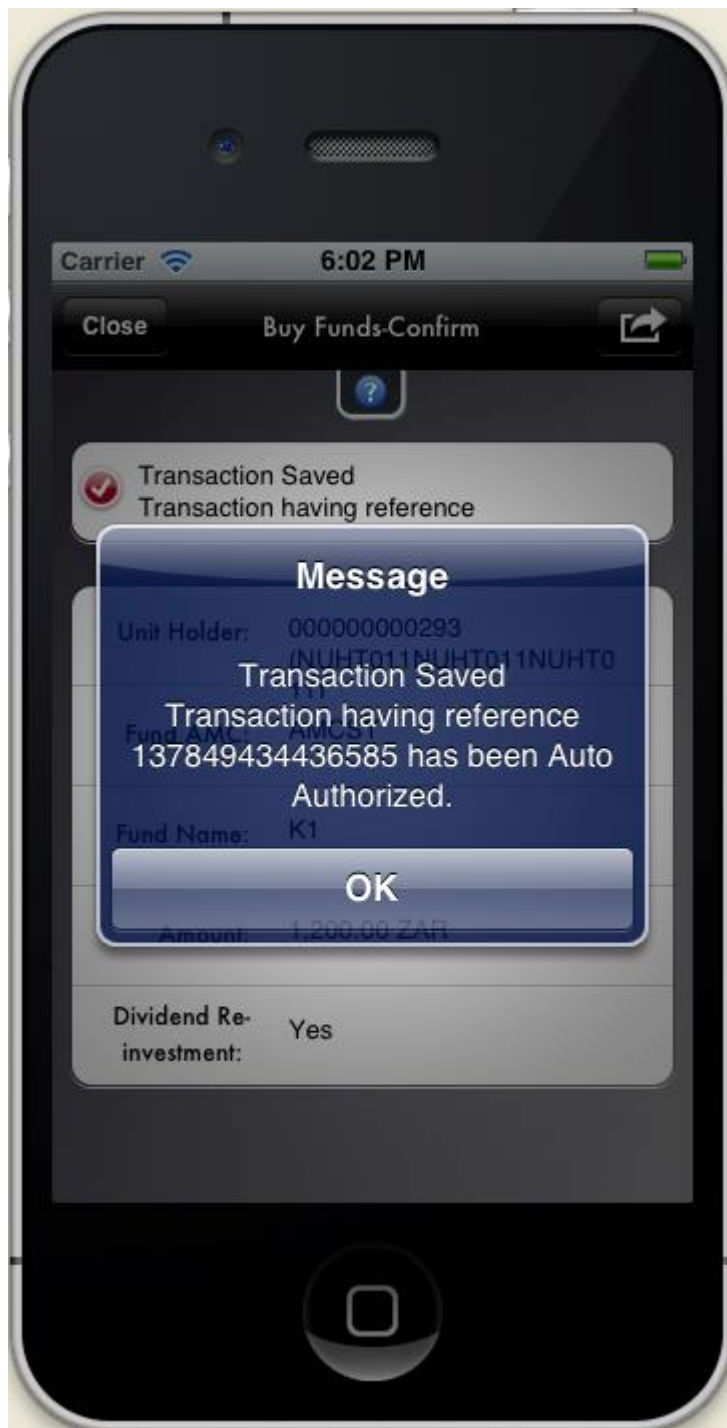 Carrier 6:02 PM
Close Buy Funds-Confirm
?
Transaction Saved
Transaction having reference
Message
Transaction Saved
Transaction having reference
137849434436585 has been Auto
Authorized.
OK
Unit Holder: 000000000293
(NUHT011NUHT011NUHT0
Fund AMC: AMCS1
Fund Name: K1
Amount: 1,200.00 ZAR
Dividend Re-
investment: Yes